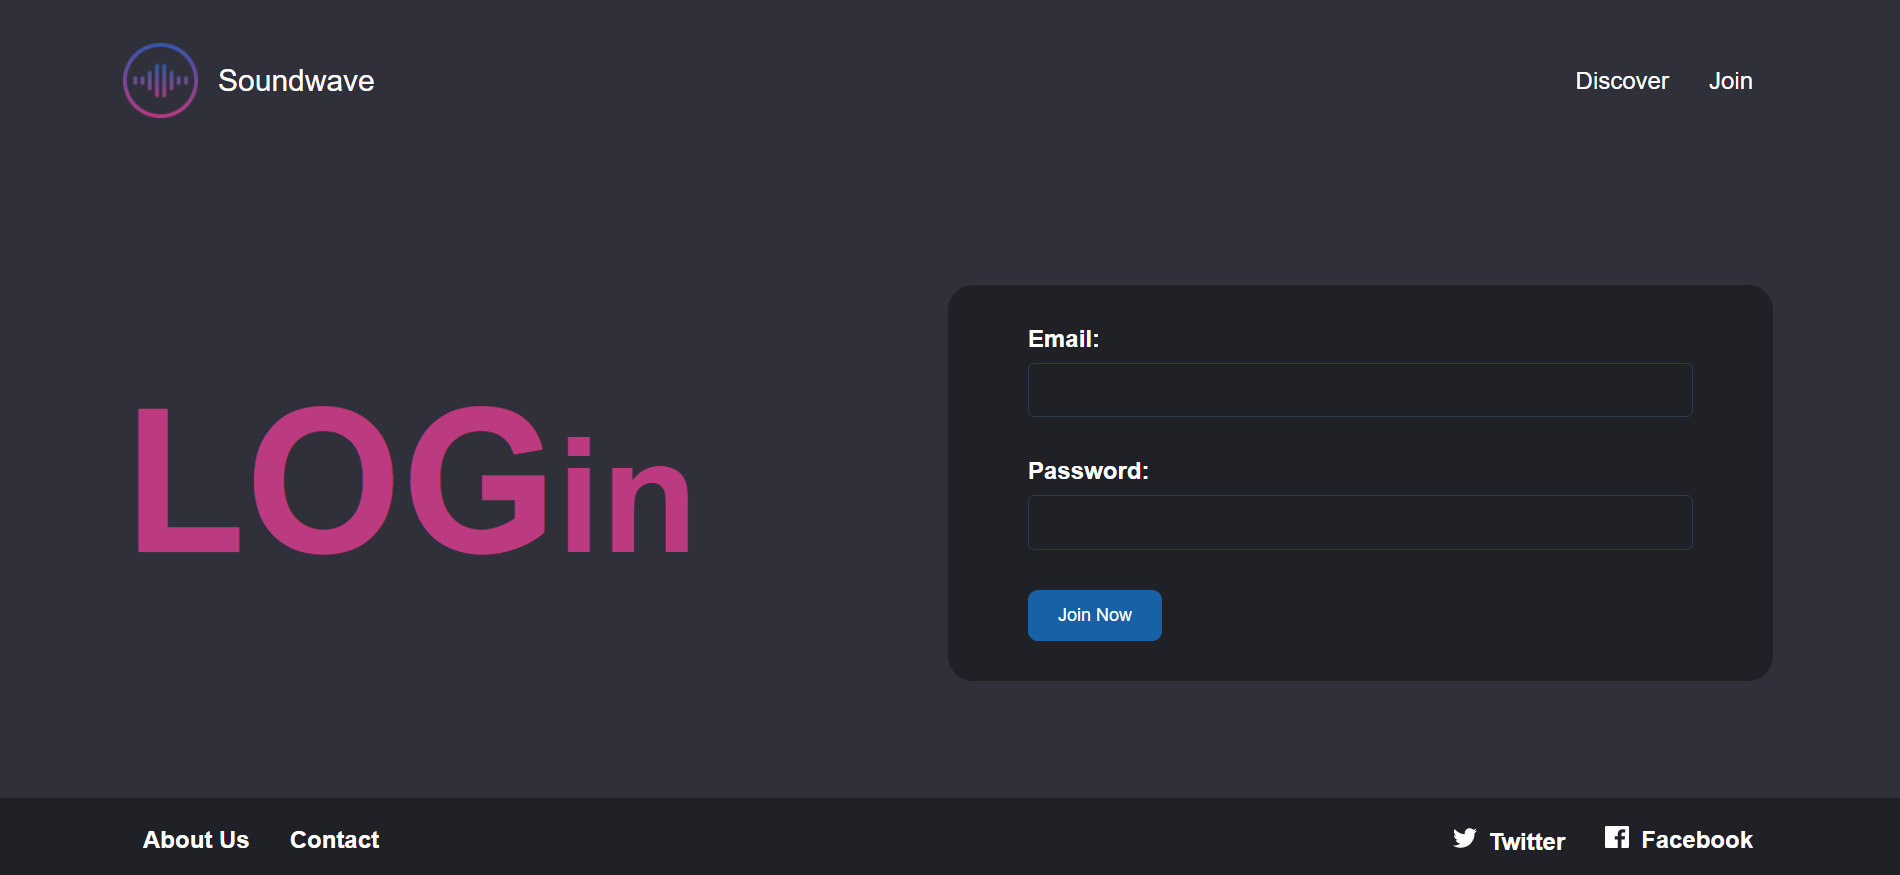 Soundwave
Discover
Join
LOGin
Email:
Password:
Join Now
About Us
Contact
Twitter
Facebook